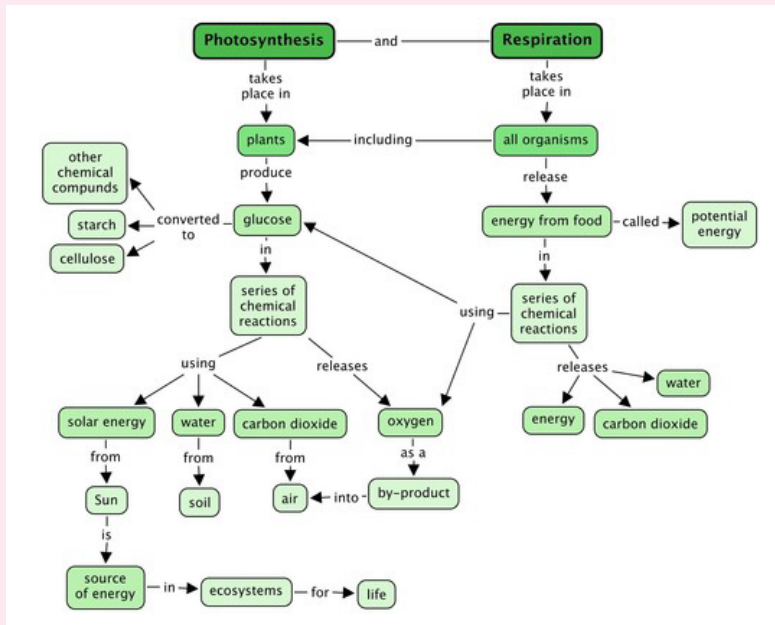 Photosynthesis
and
Respiration
takes
place in
takes
place in
plants
including
all organisms
other
chemical
compunds
produce
release
starch
converted
to
glucose
energy from food
called
potential
energy
cellulose
in
in
series of
chemical
reactions
using
series of
chemical
reactions
using
releases
releases
water
solar energy
water
carbon dioxide
oxygen
energy
carbon dioxide
from
from
from
as a
Sun
soil
air
into
by-product
is
source
of energy
in
ecosystems
for
life